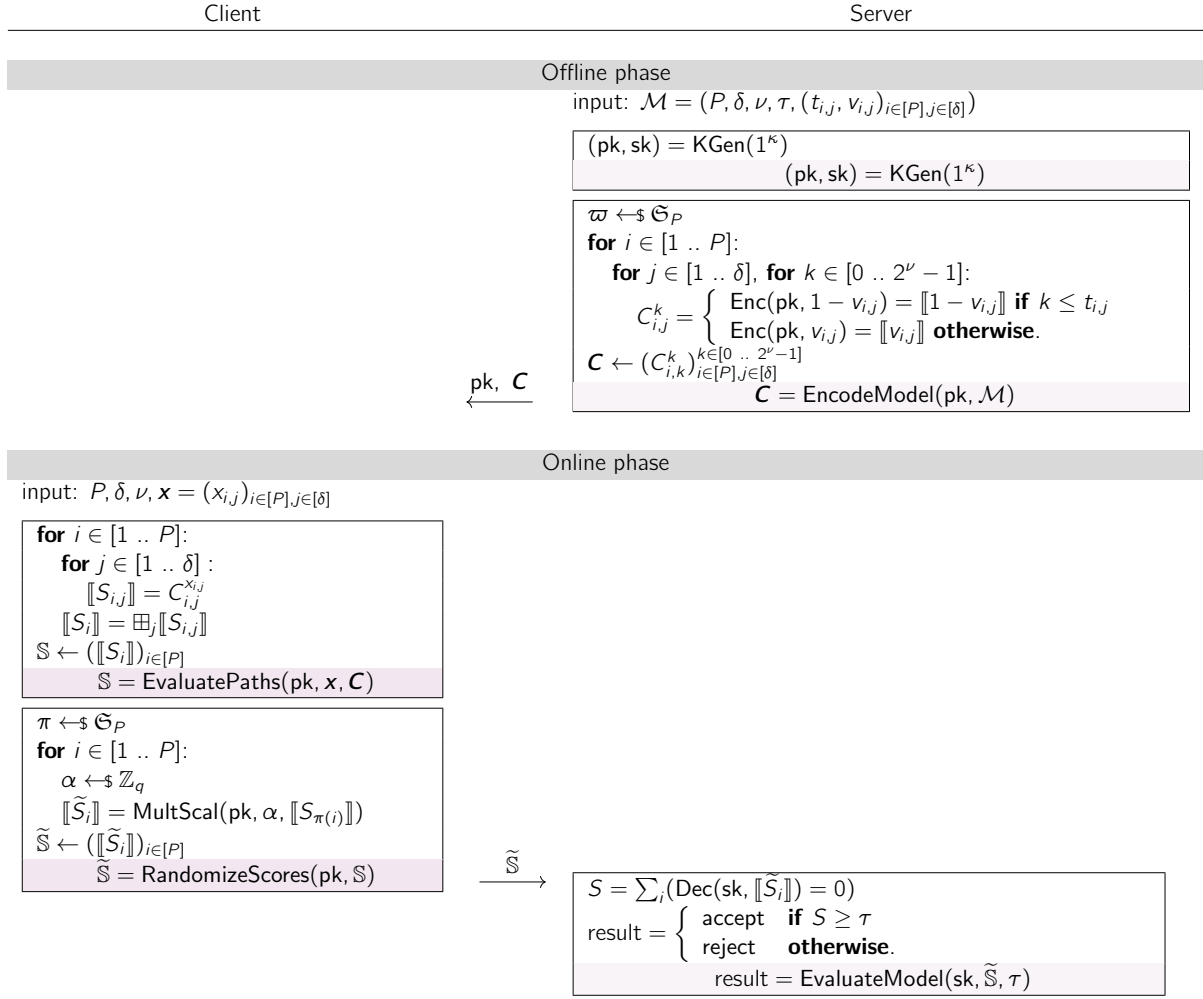 Client Server
Offline phase
input: ℳ = (P, δ, ν, τ, (t_{i,j}, v_{i,j})_{i∈[P],j∈[δ]})
(pk, sk) = KGen(1^κ)
(pk, sk) = KGen(1^κ)
ϖ ←$ 𝔖_P
for i ∈ [1 .. P]:
for j ∈ [1 .. δ], for k ∈ [0 .. 2^ν − 1]:
C^k_{i,j} = { Enc(pk, 1 − v_{i,j}) = ⟦1 − v_{i,j}⟧ if k ≤ t_{i,j}
Enc(pk, v_{i,j}) = ⟦v_{i,j}⟧ otherwise.
C ← (C^k_{i,k})^{k∈[0 .. 2^ν−1]}_{i∈[P],j∈[δ]}
C = EncodeModel(pk, ℳ)
pk, C
Online phase
input: P, δ, ν, x = (x_{i,j})_{i∈[P],j∈[δ]}
for i ∈ [1 .. P]:
for j ∈ [1 .. δ] :
⟦S_{i,j}⟧ = C^{x_{i,j}}_{i,j}
⟦S_i⟧ = ⊞_j⟦S_{i,j}⟧
𝕊 ← (⟦S_i⟧)_{i∈[P]}
𝕊 = EvaluatePaths(pk, x, C)
π ←$ 𝔖_P
for i ∈ [1 .. P]:
α ←$ ℤ_q
⟦S̃_i⟧ = MultScal(pk, α, ⟦S_{π(i)}⟧)
𝕊̃ ← (⟦S̃_i⟧)_{i∈[P]}
𝕊̃ = RandomizeScores(pk, 𝕊)
𝕊̃
S = ∑_i(Dec(sk, ⟦S̃_i⟧) = 0)
result = { accept if S ≥ τ
reject otherwise.
result = EvaluateModel(sk, 𝕊̃, τ)